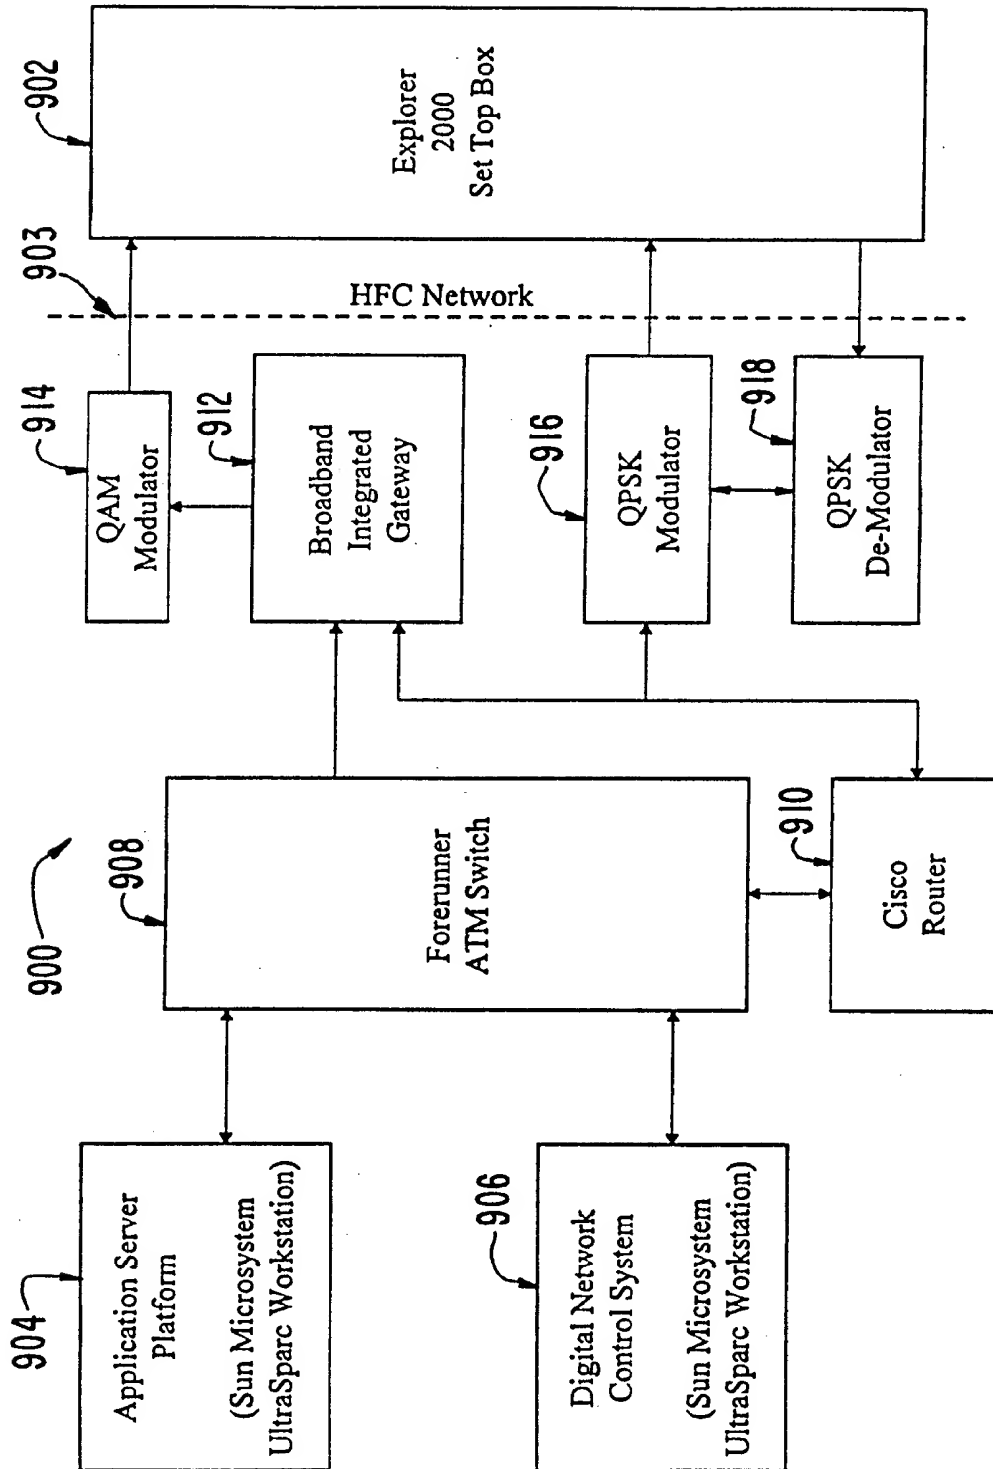 900
904
Application Server
Platform
(Sun Microsystem
UltraSparc Workstation)
906
Digital Network
Control System
(Sun Microsystem
UltraSparc Workstation)
908
Forerunner
ATM Switch
910
Cisco
Router
914
QAM
Modulator
912
Broadband
Integrated
Gateway
916
QPSK
Modulator
918
QPSK
De-Modulator
903
HFC Network
902
Explorer
2000
Set Top Box